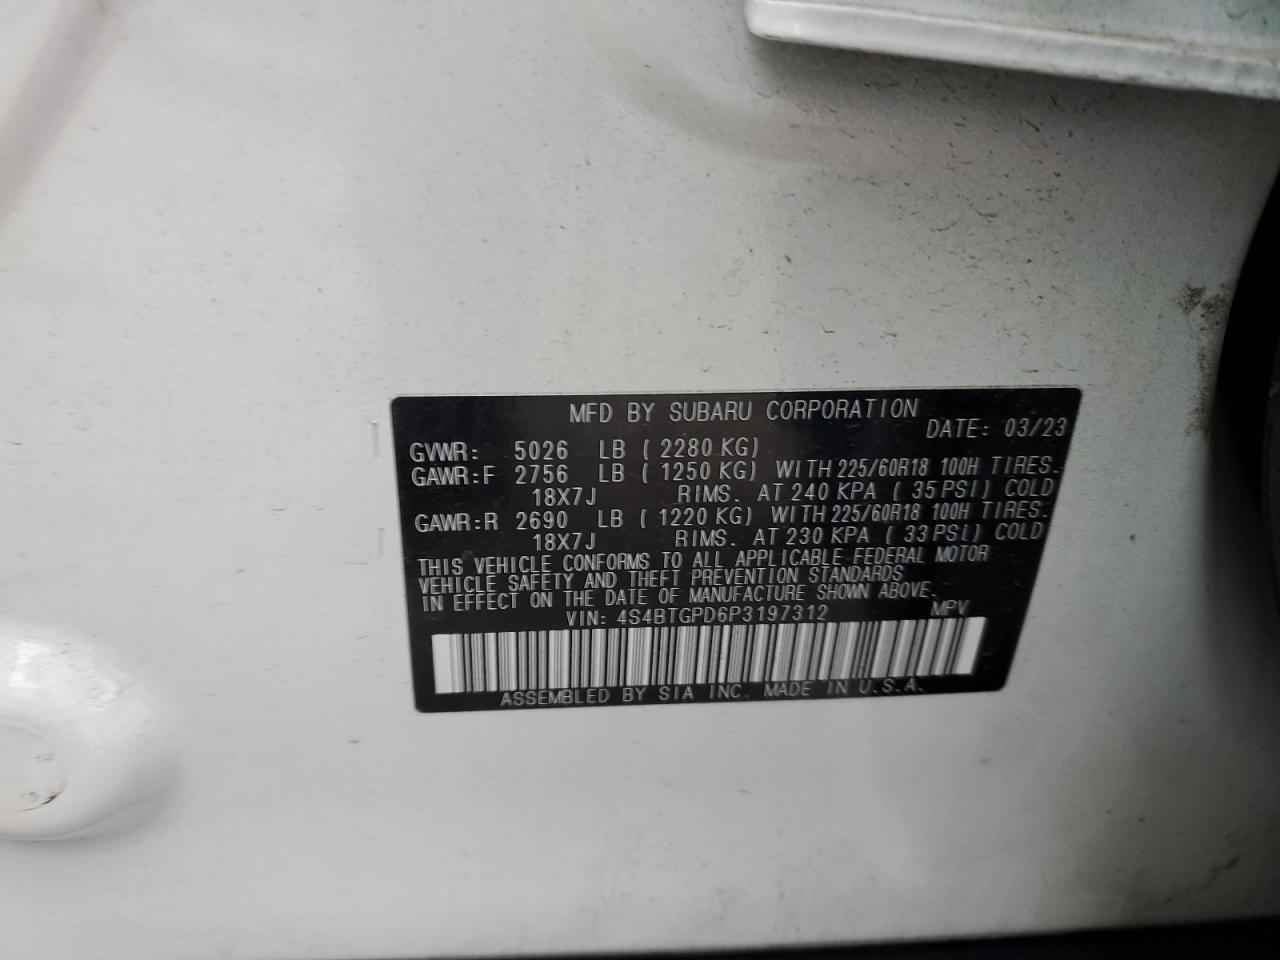 MFD BY SUBARU CORPORATION
DATE: 03/23
GVWR: 5026 LB ( 2280 KG)
GAWR:F 2756 LB ( 1250 KG) WITH 225/60R18 100H TIRES.
18X7J RIMS. AT 240 KPA ( 35 PSI) COLD
GAWR:R 2690 LB ( 1220 KG) WITH 225/60R18 100H TIRES.
18X7J RIMS. AT 230 KPA ( 33 PSI) COLD
THIS VEHICLE CONFORMS TO ALL APPLICABLE FEDERAL MOTOR
VEHICLE SAFETY AND THEFT PREVENTION STANDARDS
IN EFFECT ON THE DATE OF MANUFACTURE SHOWN ABOVE.
VIN: 4S4BTGPD6P3197312 MPV
ASSEMBLED BY SIA INC. MADE IN U.S.A.